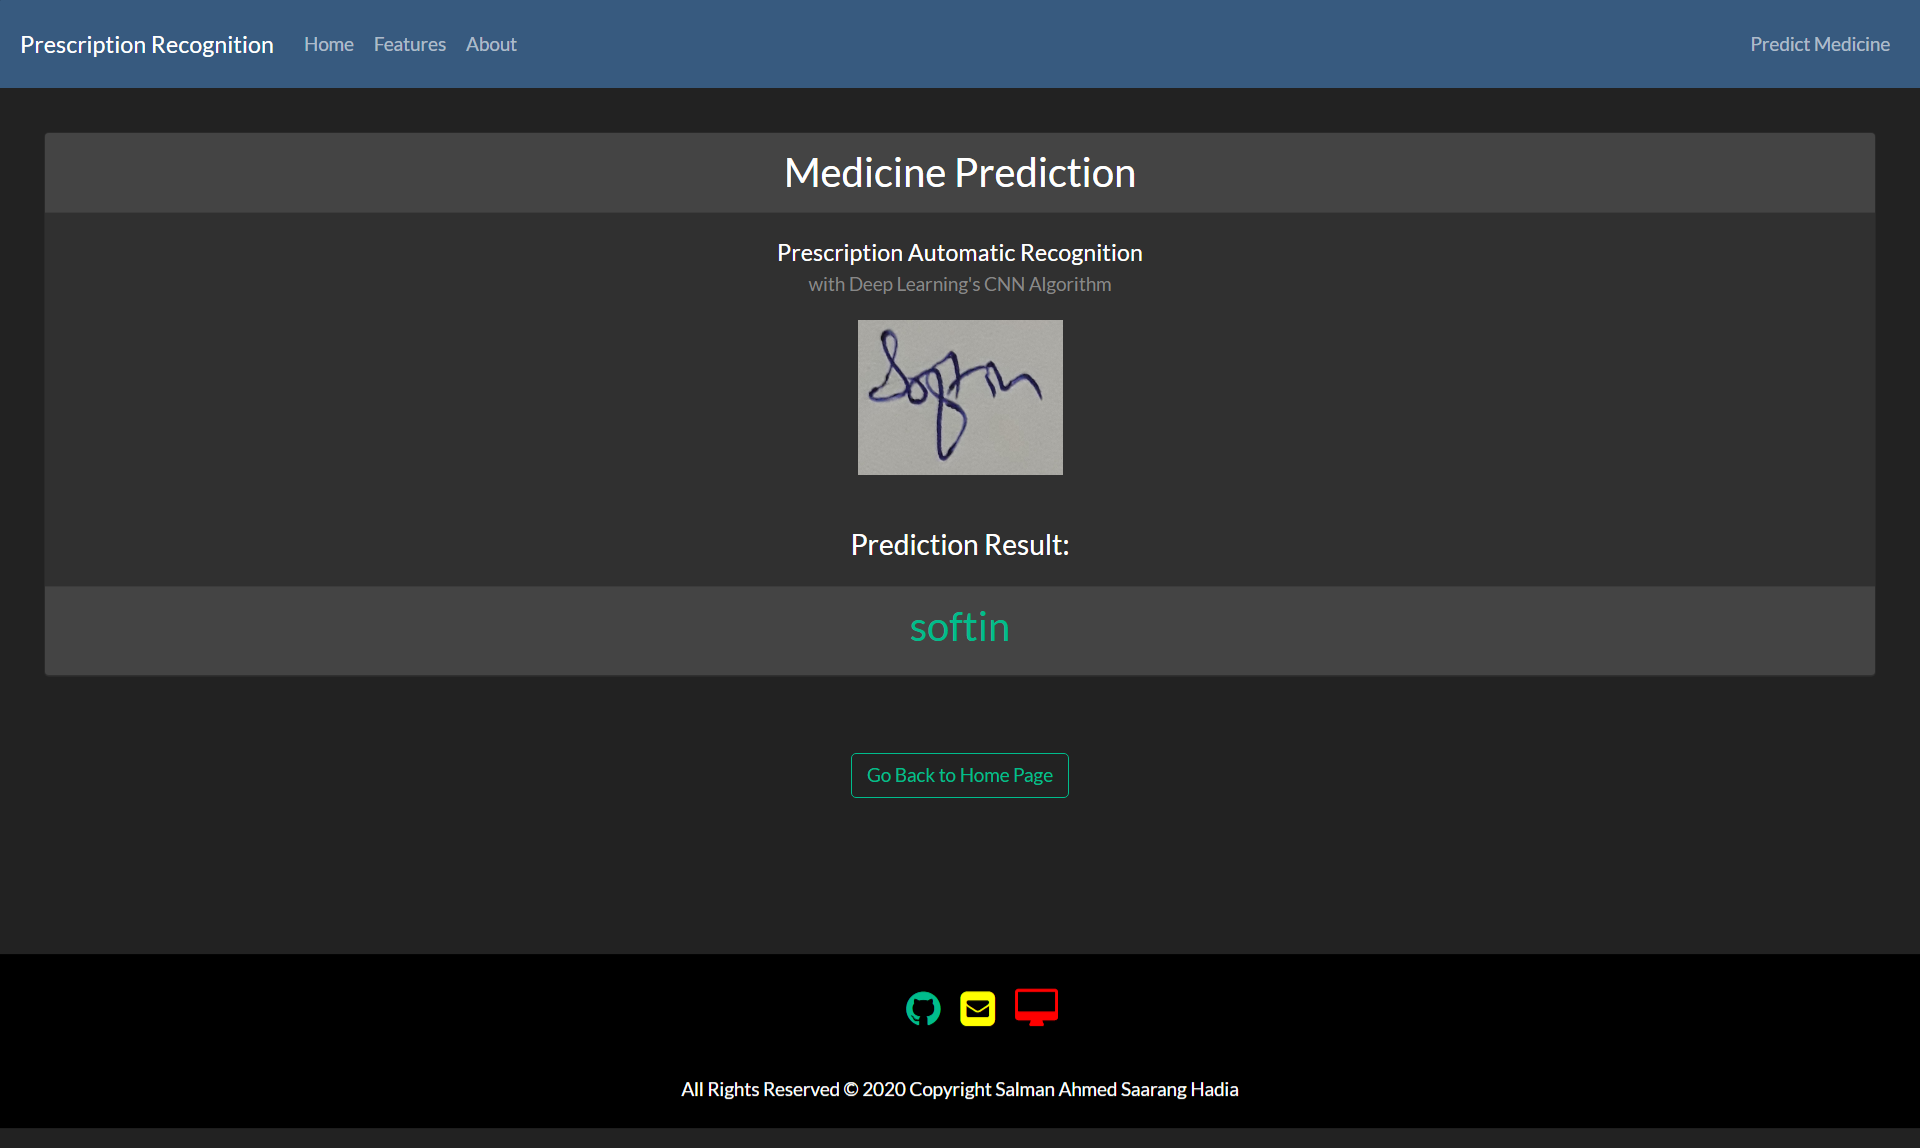 Prescription Recognition Home Features About Predict Medicine
Medicine Prediction
Prescription Automatic Recognition
with Deep Learning's CNN Algorithm
Softin
Prediction Result:
softin
Go Back to Home Page
All Rights Reserved © 2020 Copyright Salman Ahmed Saarang Hadia